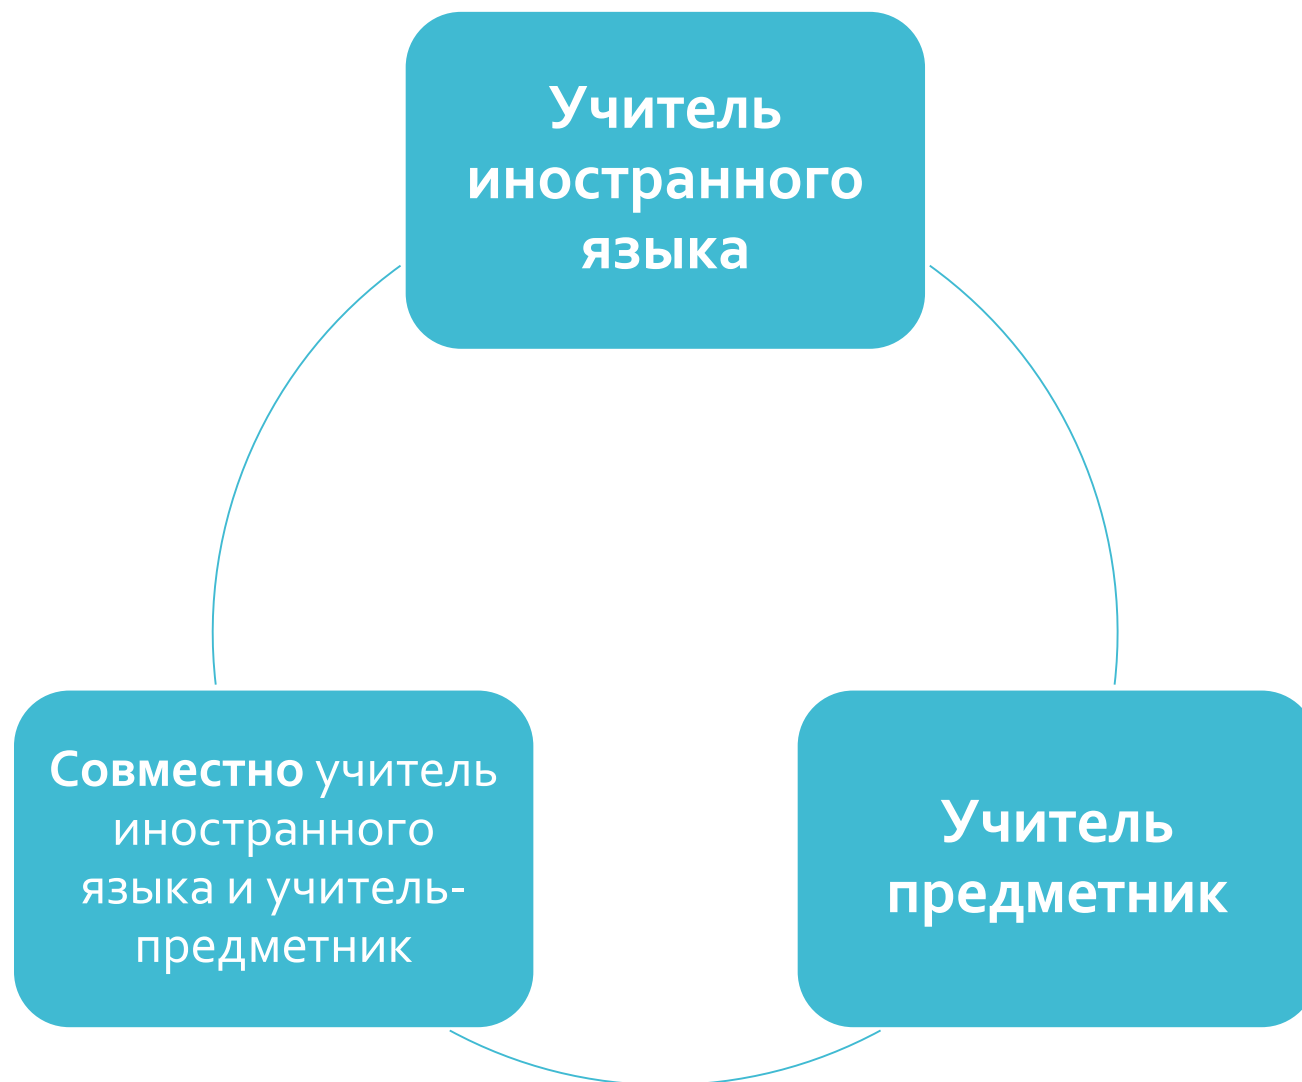 Учитель
иностранного
языка
Совместно учитель
иностранного
языка и учитель-
предметник
Учитель
предметник